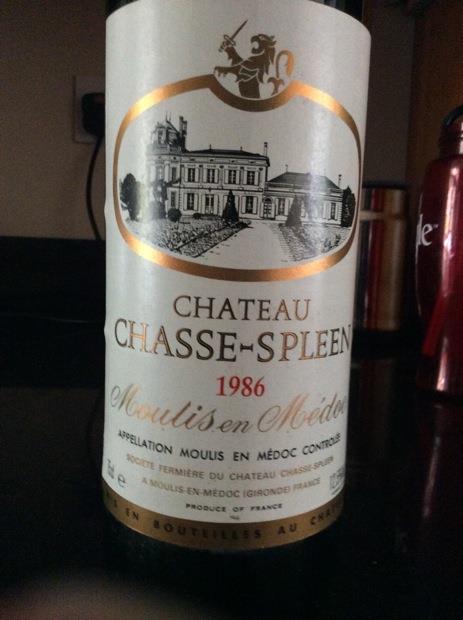 CHATEAU
CHASSE-SPLEEN
1986
Moulis en Médoc
APPELLATION MOULIS EN MÉDOC CONTROLÉE
SOCIÉTÉ FERMIÈRE DU CHATEAU CHASSE-SPLEEN
A MOULIS-EN-MÉDOC (GIRONDE) FRANCE
PRODUCE OF FRANCE
EN BOUTEILLES AU